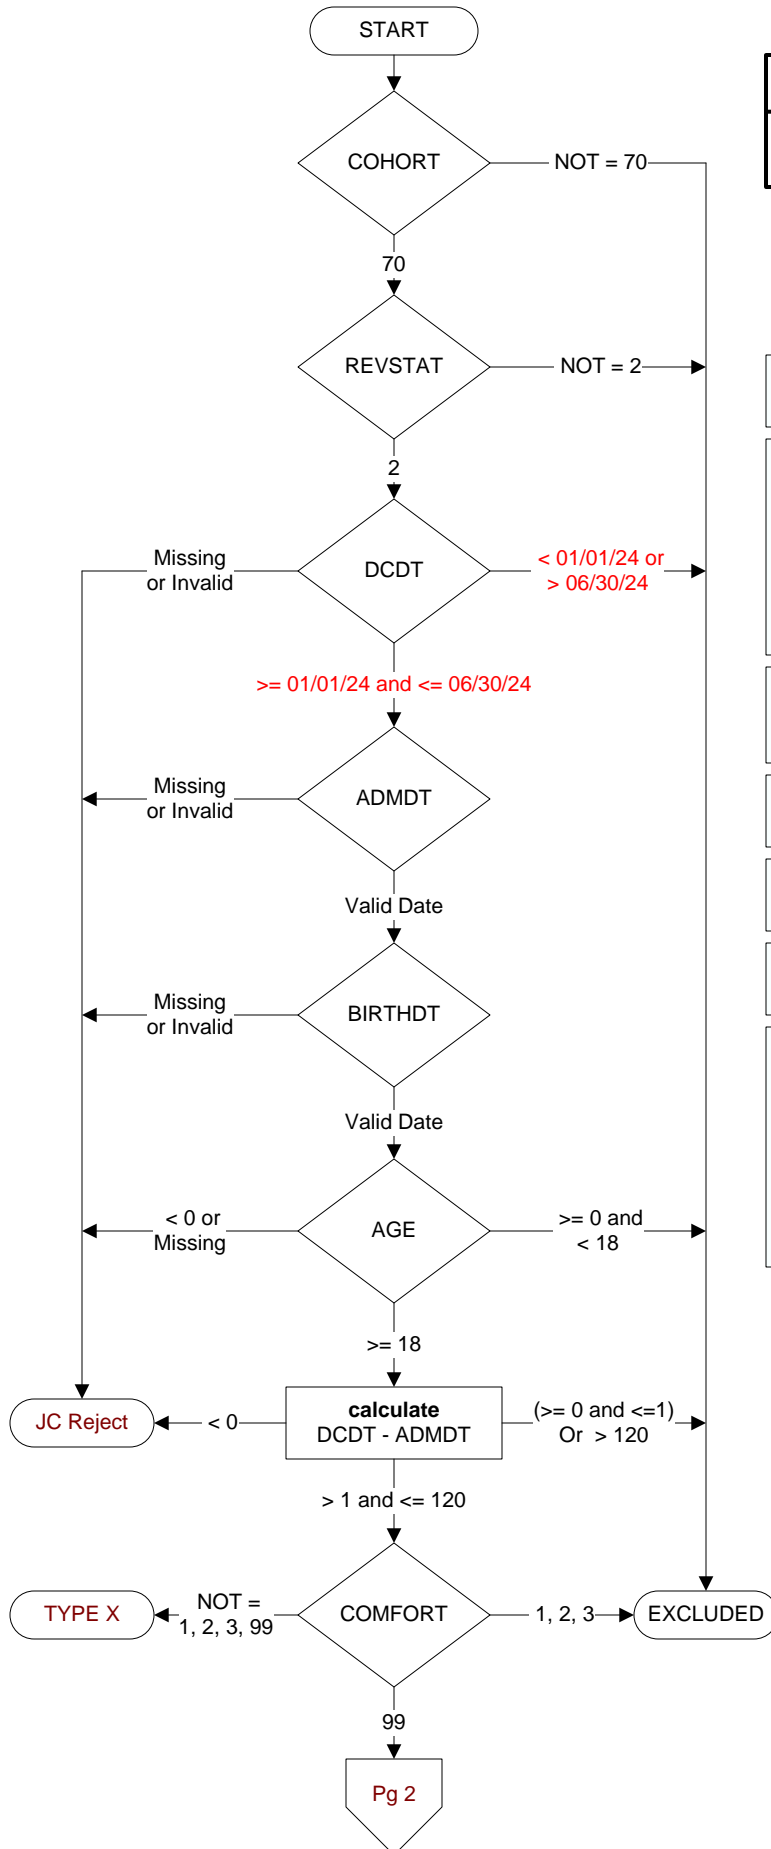 START
COHORT
NOT = 70
70
REVSTAT
NOT = 2
2
Missing
or Invalid
DCDT
< 01/01/24 or
> 06/30/24
>= 01/01/24 and <= 06/30/24
Missing
or Invalid
ADMDT
Valid Date
Missing
or Invalid
BIRTHDT
Valid Date
< 0 or
Missing
AGE
>= 0 and
< 18
>= 18
JC Reject
< 0
calculate
DCDT - ADMDT
(>= 0 and <=1)
Or > 120
> 1 and <= 120
TYPE X
NOT =
1, 2, 3, 99
COMFORT
1, 2, 3
EXCLUDED
99
Pg 2